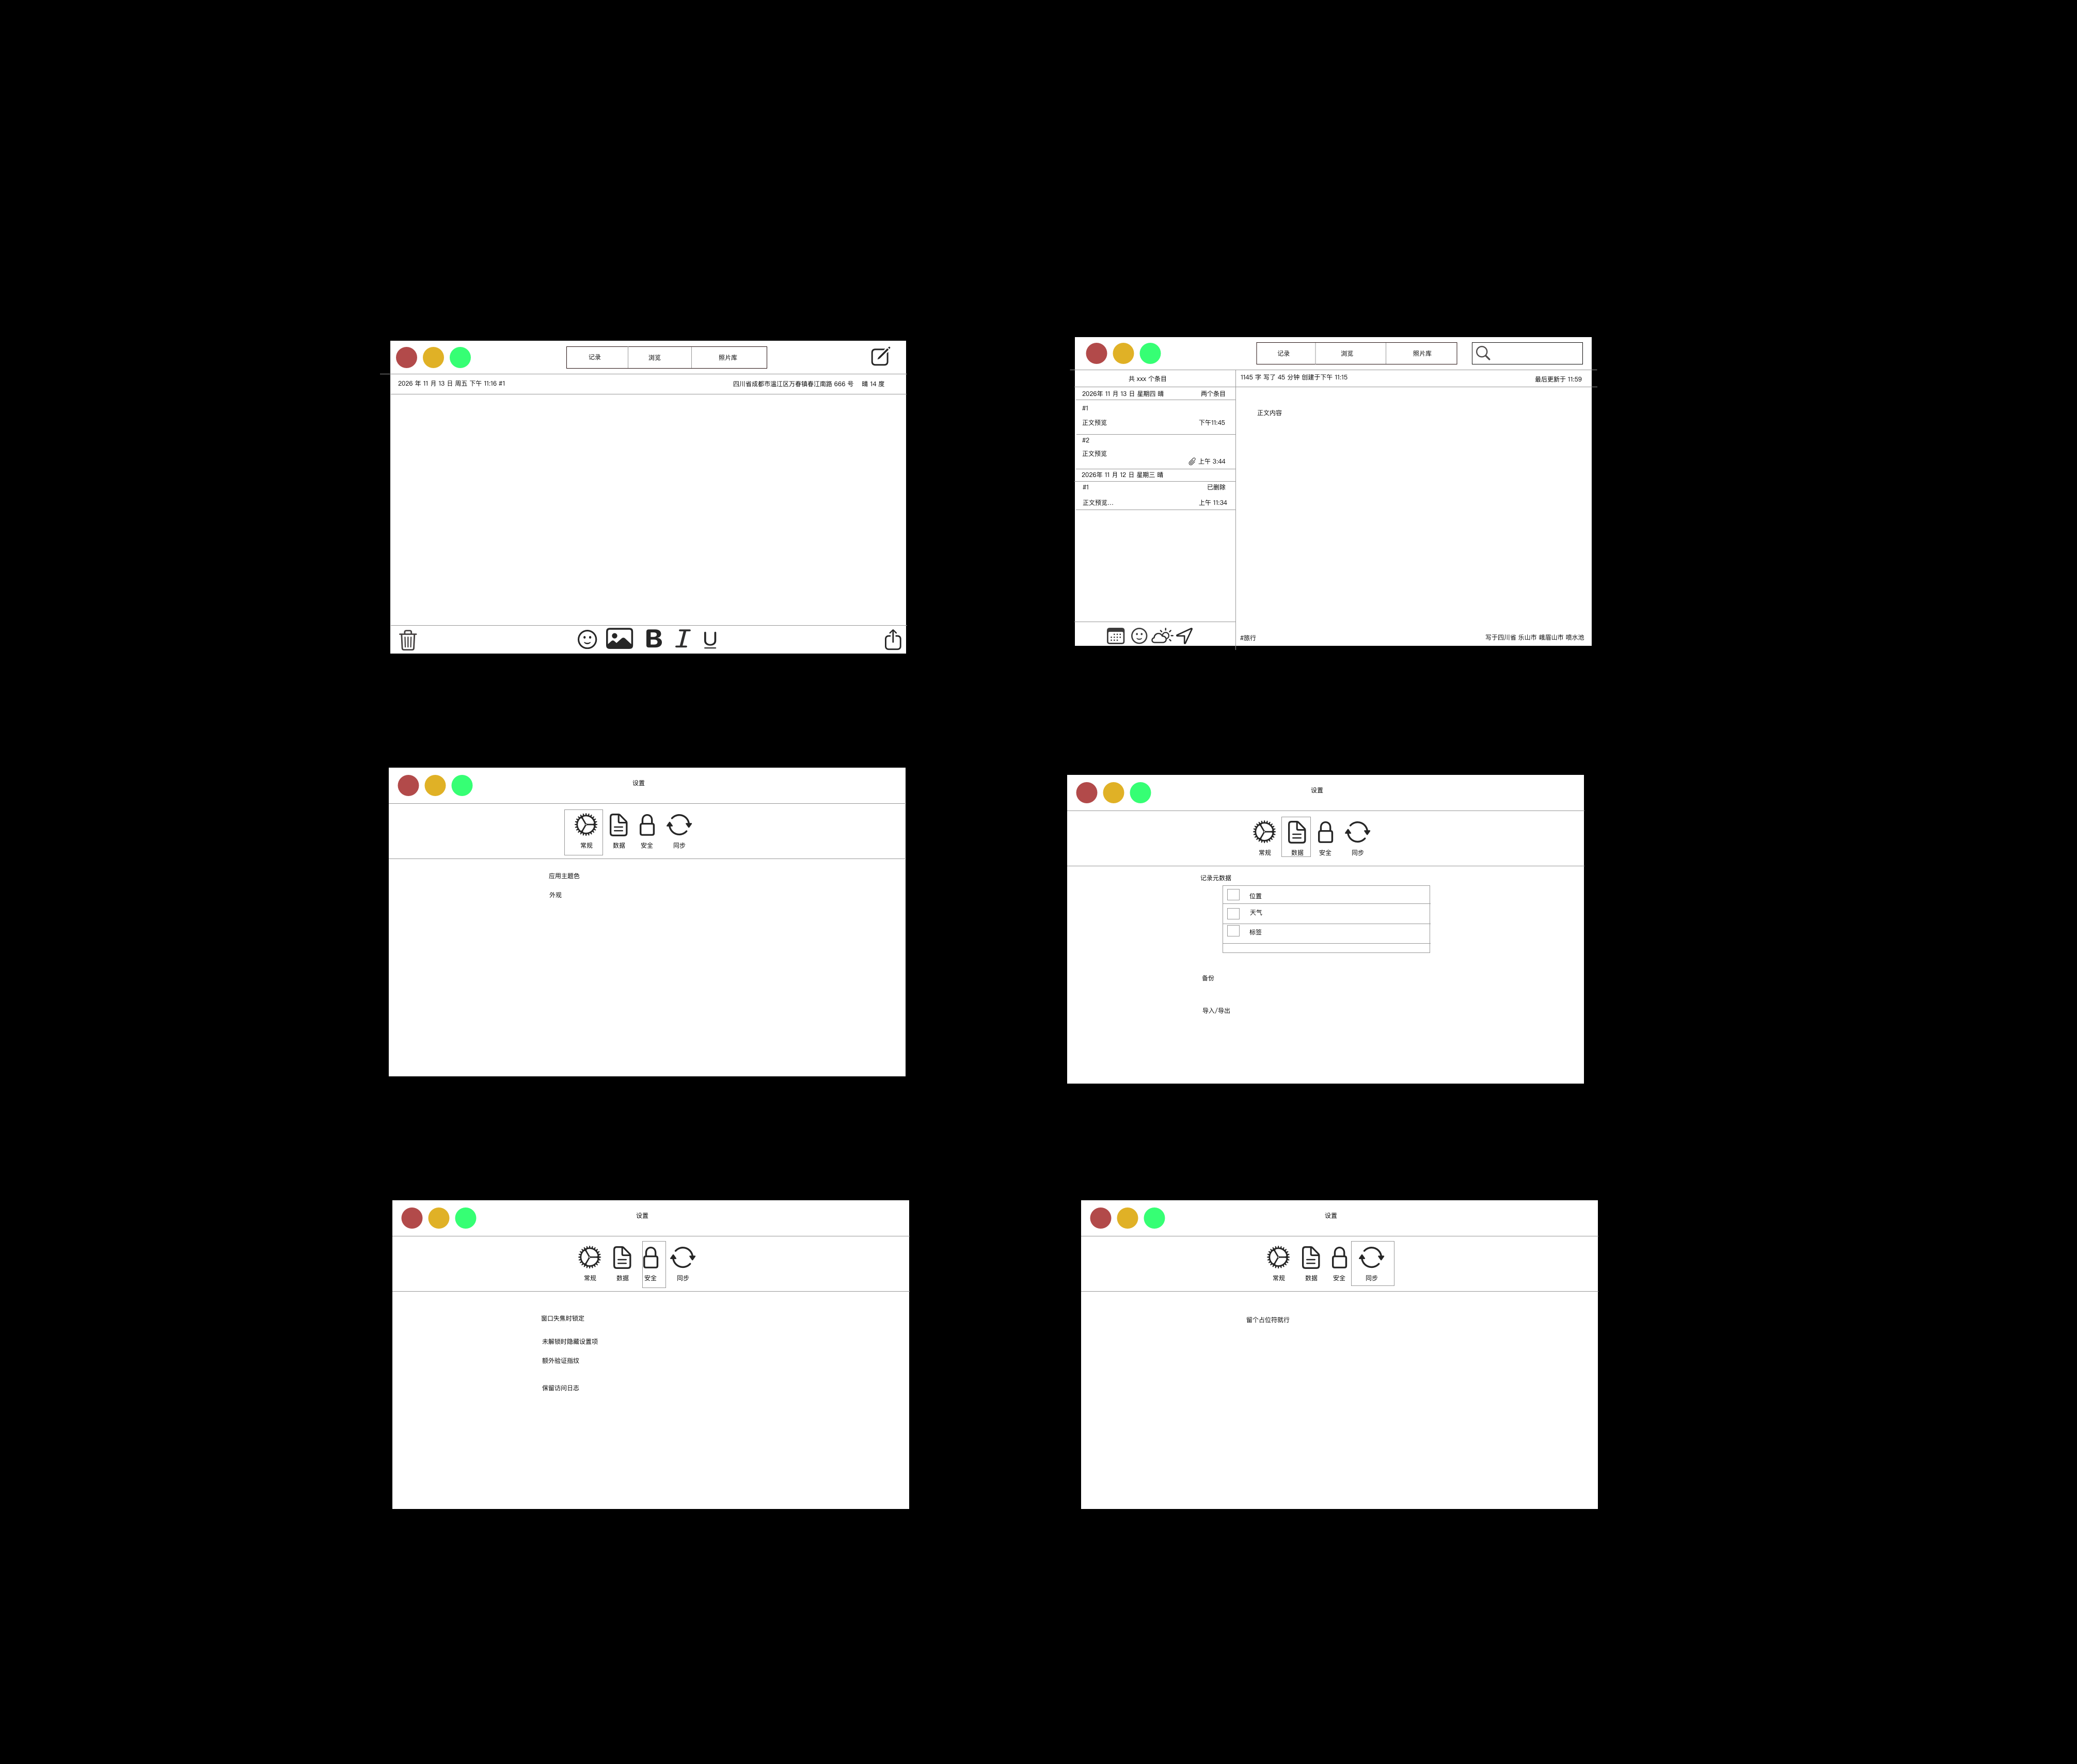 记录 浏览 照片库
2026 年 11 月 13 日 周五 下午 11:16 #1
四川省成都市温江区万春镇春江南路 666 号 晴 14 度
B I U
记录 浏览 照片库
共 xxx 个条目
1145 字 写了 45 分钟 创建于下午 11:15
最后更新于 11:59
2026年 11 月 13 日 星期四 晴 两个条目
#1
正文预览 下午11:45
#2
正文预览
上午 3:44
2026年 11 月 12 日 星期三 晴
#1 已删除
正文预览... 上午 11:34
正文内容
#旅行
写于四川省 乐山市 峨眉山市 喷水池
设置
常规 数据 安全 同步
应用主题色
外观
设置
常规 数据 安全 同步
记录元数据
位置
天气
标签
备份
导入/导出
设置
常规 数据 安全 同步
窗口失焦时锁定
未解锁时隐藏设置项
额外验证指纹
保留访问日志
设置
常规 数据 安全 同步
留个占位符就行